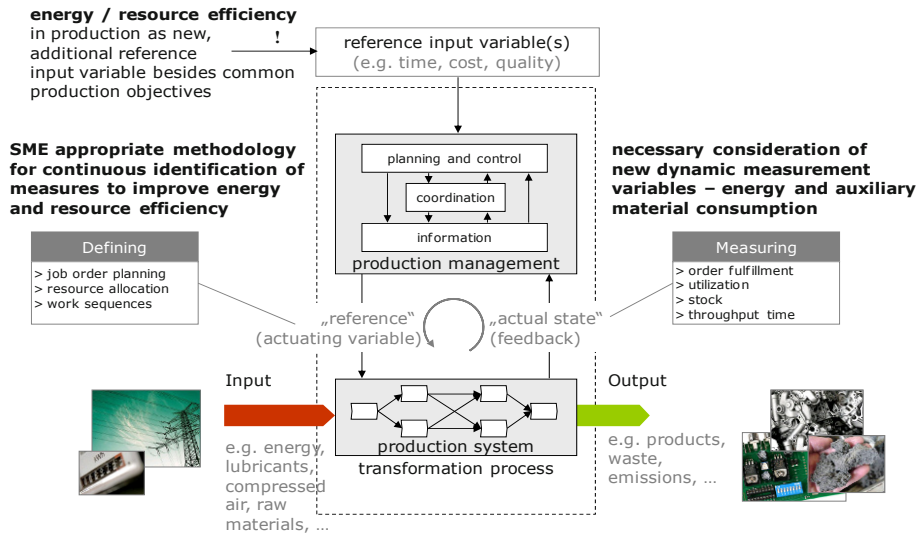 energy / resource efficiency
in production as new,
additional reference
input variable besides common
production objectives
!
reference input variable(s)
(e.g. time, cost, quality)
SME appropriate methodology
for continuous identification of
measures to improve energy
and resource efficiency
planning and control
coordination
information
production management
necessary consideration of
new dynamic measurement
variables – energy and auxiliary
material consumption
Defining
> job order planning
> resource allocation
> work sequences
Measuring
> order fulfillment
> utilization
> stock
> throughput time
„reference“
(actuating variable)
„actual state“
(feedback)
Input
e.g. energy,
lubricants,
compressed
air, raw
materials, ...
production system
transformation process
Output
e.g. products,
waste,
emissions, ...